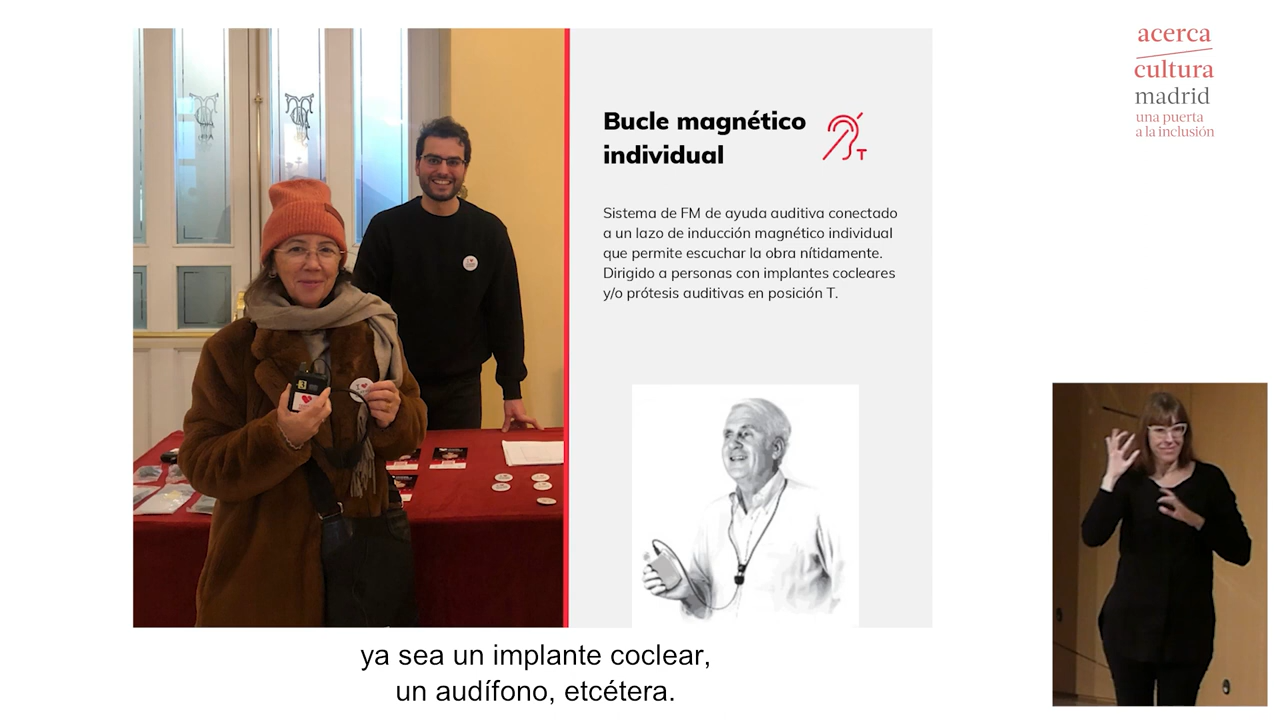 acerca
cultura
madrid
una puerta
a la inclusión
Bucle magnético
individual
T
Sistema de FM de ayuda auditiva conectado
a un lazo de inducción magnético individual
que permite escuchar la obra nítidamente.
Dirigido a personas con implantes cocleares
y/o prótesis auditivas en posición T.
3
ya sea un implante coclear,
un audífono, etcétera.